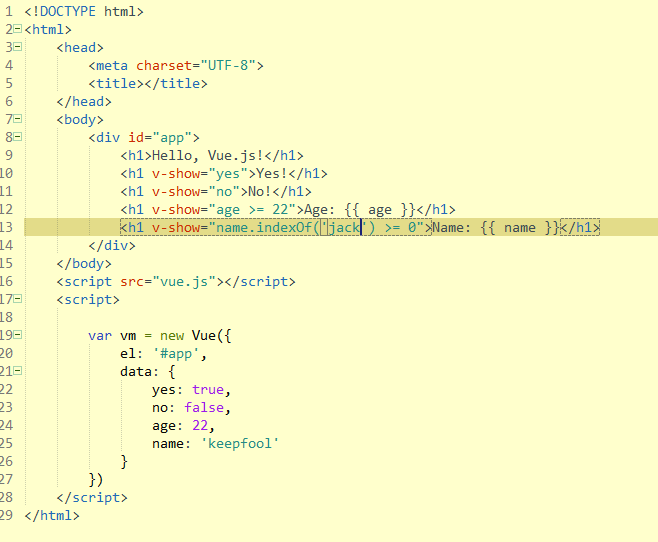 1 <!DOCTYPE html>
2 <html>
3 <head>
4 <meta charset="UTF-8">
5 <title></title>
6 </head>
7 <body>
8 <div id="app">
9 <h1>Hello, Vue.js!</h1>
10 <h1 v-show="yes">Yes!</h1>
11 <h1 v-show="no">No!</h1>
12 <h1 v-show="age >= 22">Age: {{ age }}</h1>
13 <h1 v-show="name.indexOf('jack') >= 0">Name: {{ name }}</h1>
14 </div>
15 </body>
16 <script src="vue.js"></script>
17 <script>
18
19 var vm = new Vue({
20 el: '#app',
21 data: {
22 yes: true,
23 no: false,
24 age: 22,
25 name: 'keepfool'
26 }
27 })
28 </script>
29 </html>